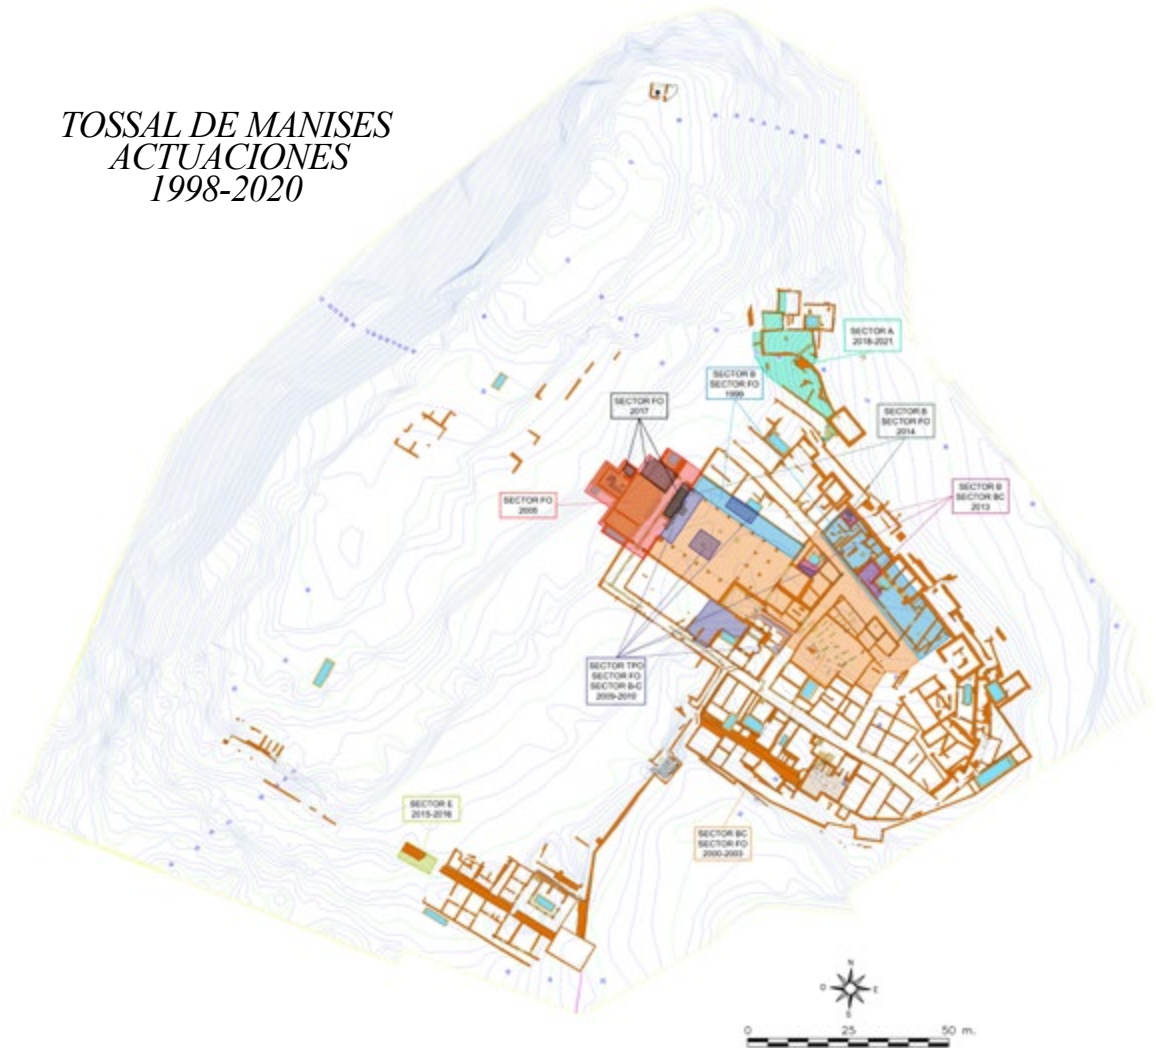 TOSSAL DE MANISES
ACTUACIONES
1998-2020
SECTOR A
2018-2021
SECTOR B
SECTOR FO
1999
SECTOR FO
2017
SECTOR B
SECTOR FO
2014
SECTOR B
SECTOR BC
2013
SECTOR FO
2005
SECTOR TPO
SECTOR FO
SECTOR B-C
2009-2010
SECTOR E
2015-2016
SECTOR BC
SECTOR FO
2000-2003
N
O E
S
0 25 50 m.